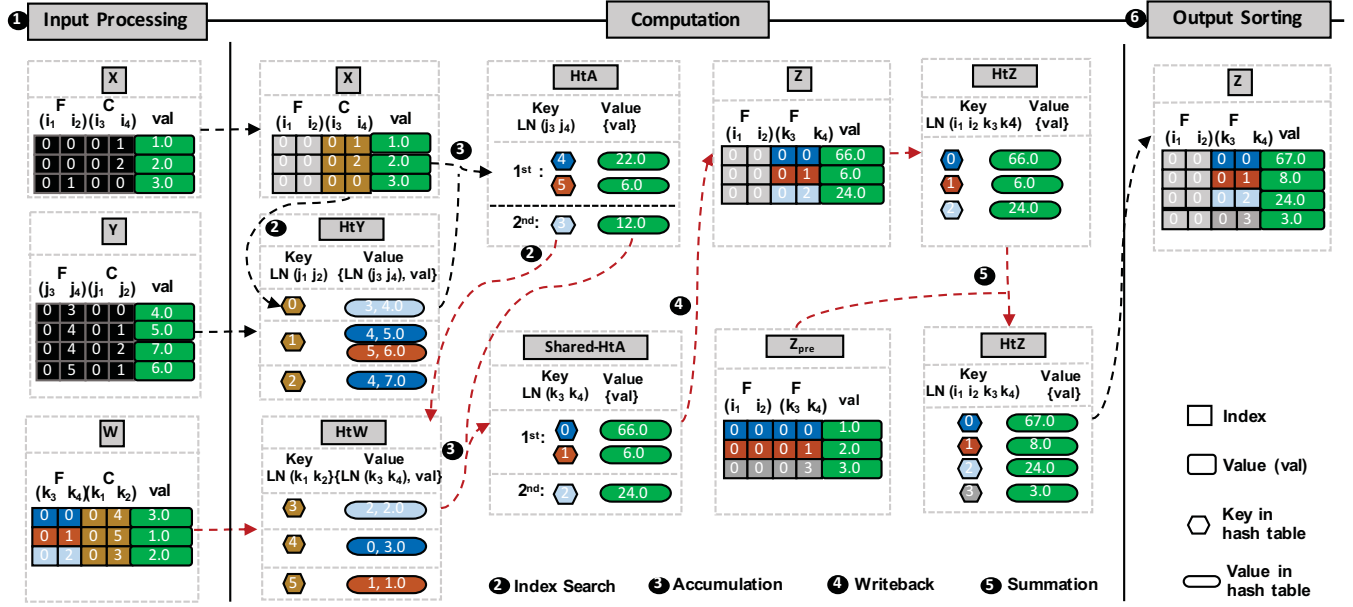 1 Input Processing
Computation
6 Output Sorting
X
F C
(i1 i2)(i3 i4) val
0 0 0 1 1.0
0 0 0 2 2.0
0 1 0 0 3.0
Y
F C
(j3 j4)(j1 j2) val
0 3 0 0 4.0
0 4 0 1 5.0
0 4 0 2 7.0
0 5 0 1 6.0
W
F C
(k3 k4)(k1 k2) val
0 0 0 4 3.0
0 1 0 5 1.0
0 2 0 3 2.0
X
F C
(i1 i2)(i3 i4) val
0 0 0 1 1.0
0 0 0 2 2.0
0 0 0 0 3.0
3
2
HtY
Key Value
LN (j1 j2) {LN (j3 j4), val}
0 3, 4.0
1 4, 5.0
5, 6.0
2 4, 7.0
HtW
Key Value
LN (k1 k2){LN (k3 k4), val}
3 2, 2.0
4 0, 3.0
5 1, 1.0
HtA
Key Value
LN (j3 j4) {val}
1st : 4 22.0
5 6.0
2nd: 3 12.0
2
3
Shared-HtA
Key Value
LN (k3 k4) {val}
1st: 0 66.0
1 6.0
2nd: 2 24.0
4
Z
F F
(i1 i2)(k3 k4) val
0 0 0 0 66.0
0 0 0 1 6.0
0 0 0 2 24.0
HtZ
Key Value
LN (i1 i2 k3 k4) {val}
0 66.0
1 6.0
2 24.0
5
Zpre
F F
(i1 i2) (k3 k4) val
0 0 0 0 1.0
0 0 0 1 2.0
0 0 0 3 3.0
HtZ
Key Value
LN (i1 i2 k3 k4) {val}
0 67.0
1 8.0
2 24.0
3 3.0
Z
F F
(i1 i2)(k3 k4) val
0 0 0 0 67.0
0 0 0 1 8.0
0 0 0 2 24.0
0 0 0 3 3.0
Index
Value (val)
Key in
hash table
Value in
hash table
2 Index Search 3 Accumulation 4 Writeback 5 Summation